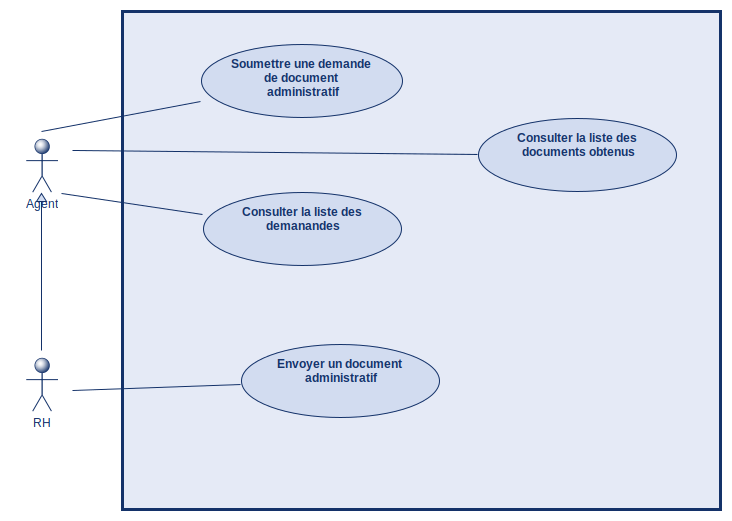 Soumettre une demande
de document
administratif
Consulter la liste des
documents obtenus
Agent
Consulter la liste des
demanandes
Envoyer un document
administratif
RH